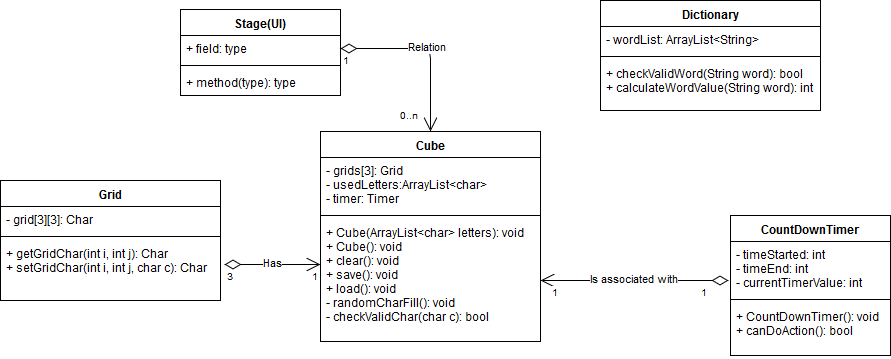 Stage(UI)
+ field: type
+ method(type): type
1
Relation
0..n
Dictionary
- wordList: ArrayList<String>
+ checkValidWord(String word): bool
+ calculateWordValue(String word): int
Cube
- grids[3]: Grid
- usedLetters:ArrayList<char>
- timer: Timer
+ Cube(ArrayList<char> letters): void
+ Cube(): void
+ clear(): void
+ save(): void
+ load(): void
- randomCharFill(): void
- checkValidChar(char c): bool
Grid
- grid[3][3]: Char
+ getGridChar(int i, int j): Char
+ setGridChar(int i, int j, char c): Char
3
Has
1
1
Is associated with
1
CountDownTimer
- timeStarted: int
- timeEnd: int
- currentTimerValue: int
+ CountDownTimer(): void
+ canDoAction(): bool